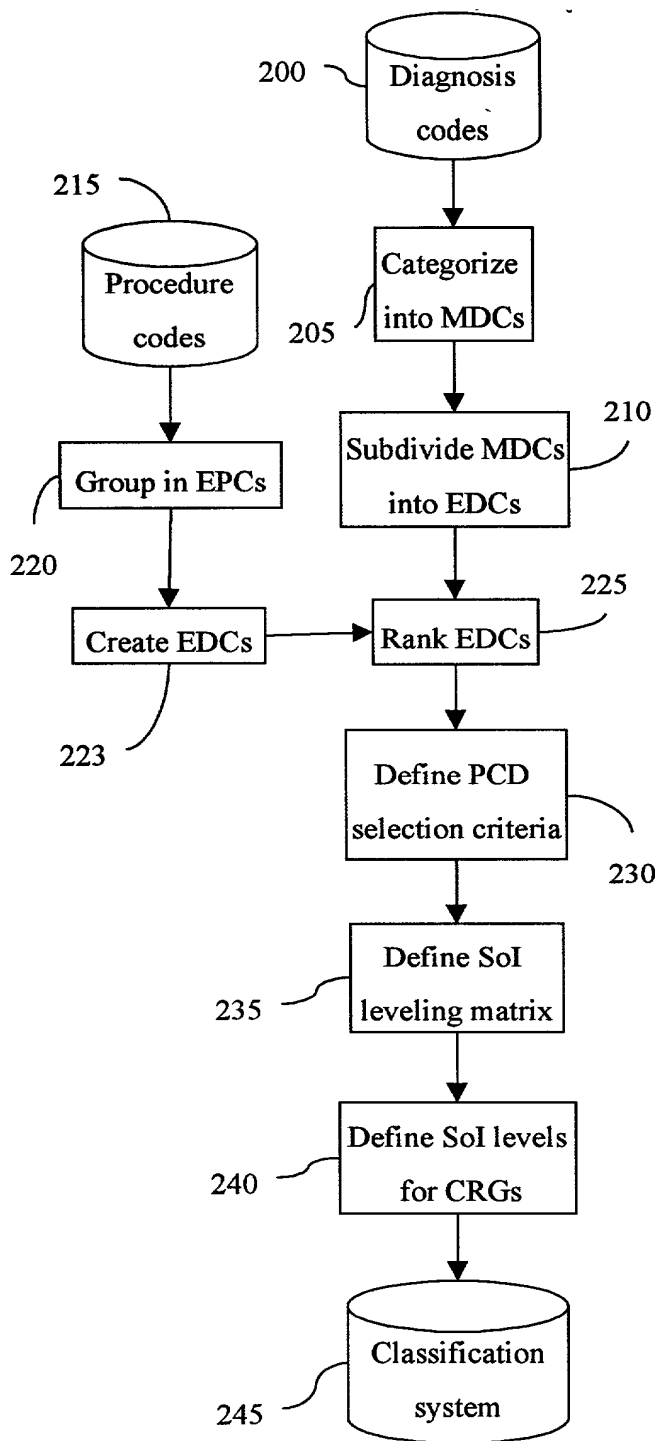 200
Diagnosis
codes
215
Procedure
codes
Categorize
into MDCs
205
210
Subdivide MDCs
into EDCs
Group in EPCs
220
225
Create EDCs
Rank EDCs
223
Define PCD
selection criteria
230
Define SoI
leveling matrix
235
Define SoI levels
for CRGs
240
Classification
system
245